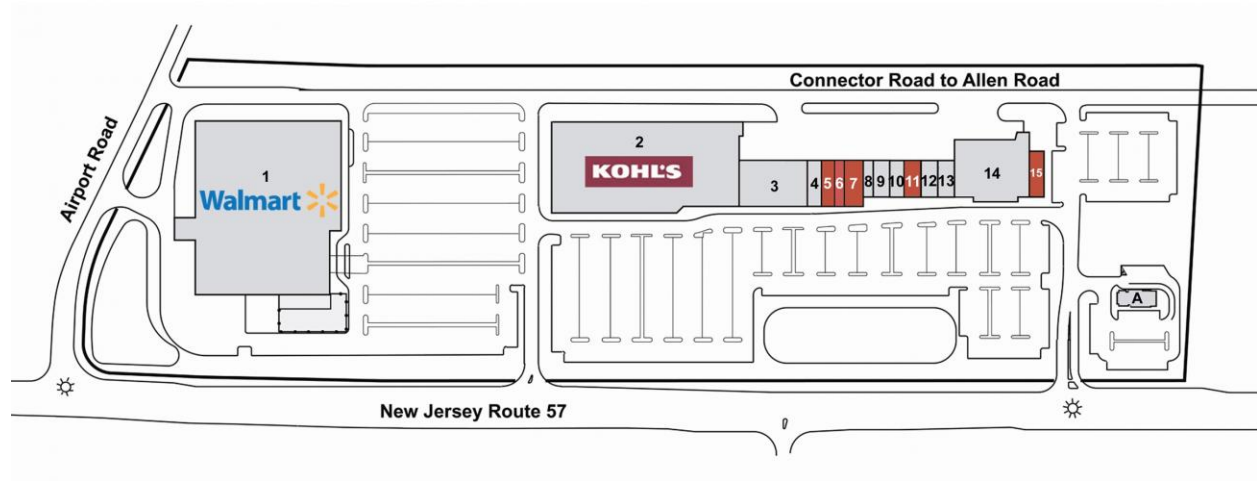 Connector Road to Allen Road
Airport Road
1
Walmart
2
KOHL'S
3
4
5
6
7
8
9
10
11
12
13
14
15
A
New Jersey Route 57